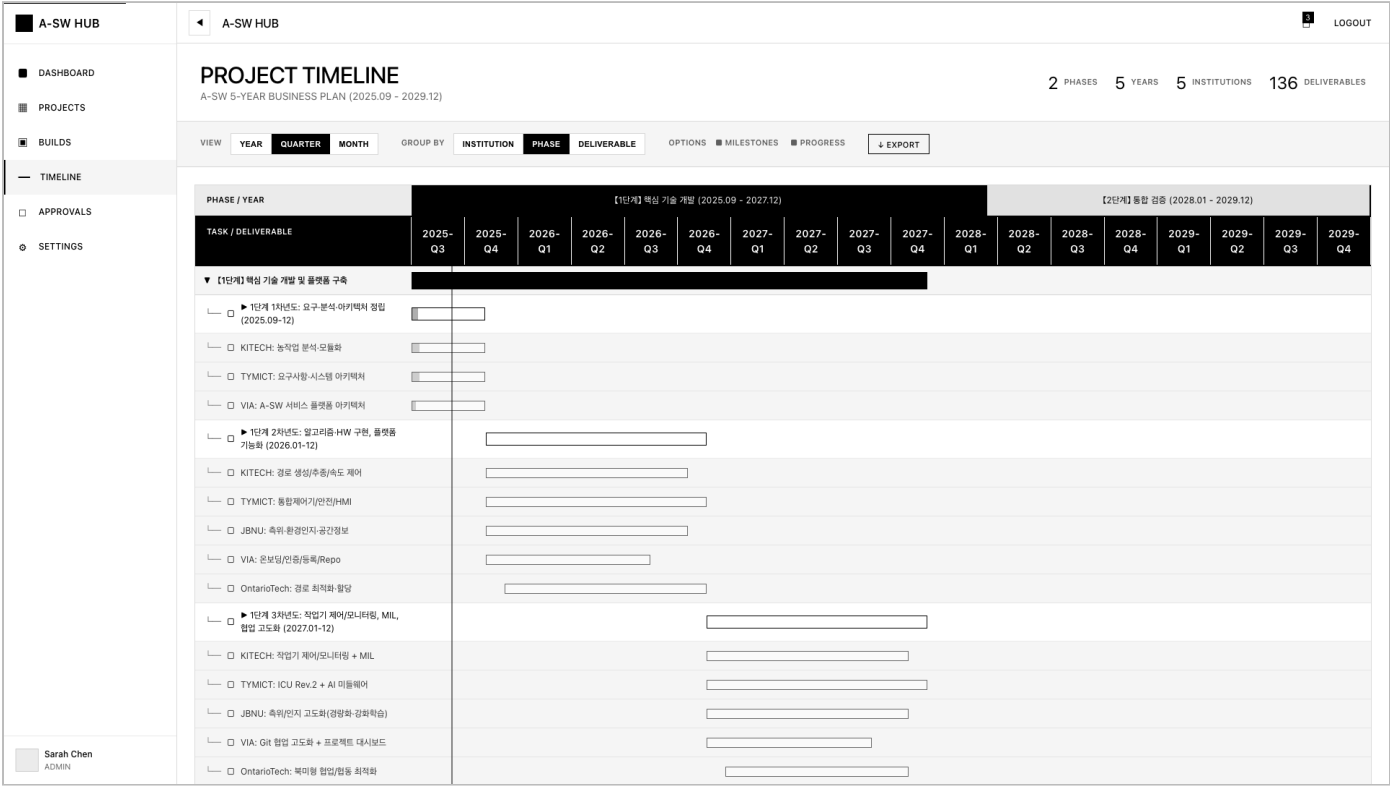 A-SW HUB
A-SW HUB
3
LOGOUT
DASHBOARD
PROJECTS
BUILDS
TIMELINE
APPROVALS
SETTINGS
PROJECT TIMELINE
A-SW 5-YEAR BUSINESS PLAN (2025.09 - 2029.12)
2 PHASES 5 YEARS 5 INSTITUTIONS 136 DELIVERABLES
VIEW YEAR QUARTER MONTH GROUP BY INSTITUTION PHASE DELIVERABLE OPTIONS MILESTONES PROGRESS ↓ EXPORT
PHASE / YEAR 【1단계】 핵심 기술 개발 (2025.09 - 2027.12) 【2단계】 통합 검증 (2028.01 - 2029.12)
TASK / DELIVERABLE 2025-Q3 2025-Q4 2026-Q1 2026-Q2 2026-Q3 2026-Q4 2027-Q1 2027-Q2 2027-Q3 2027-Q4 2028-Q1 2028-Q2 2028-Q3 2028-Q4 2029-Q1 2029-Q2 2029-Q3 2029-Q4
▼ 【1단계】 핵심 기술 개발 및 플랫폼 구축
▶ 1단계 1차년도: 요구·분석·아키텍처 정립
(2025.09-12)
KITECH: 농작업 분석·모듈화
TYMICT: 요구사항·시스템 아키텍처
VIA: A-SW 서비스 플랫폼 아키텍처
▶ 1단계 2차년도: 알고리즘·HW 구현, 플랫폼
기능화 (2026.01-12)
KITECH: 경로 생성/추종/속도 제어
TYMICT: 통합제어기/안전/HMI
JBNU: 측위·환경인지·공간정보
VIA: 온보딩/인증/등록/Repo
OntarioTech: 경로 최적화·할당
▶ 1단계 3차년도: 작업기 제어/모니터링, MIL,
협업 고도화 (2027.01-12)
KITECH: 작업기 제어/모니터링 + MIL
TYMICT: ICU Rev.2 + AI 미들웨어
JBNU: 측위/인지 고도화(경량화·강화학습)
VIA: Git 협업 고도화 + 프로젝트 대시보드
OntarioTech: 북미형 협업/협동 최적화
Sarah Chen
ADMIN